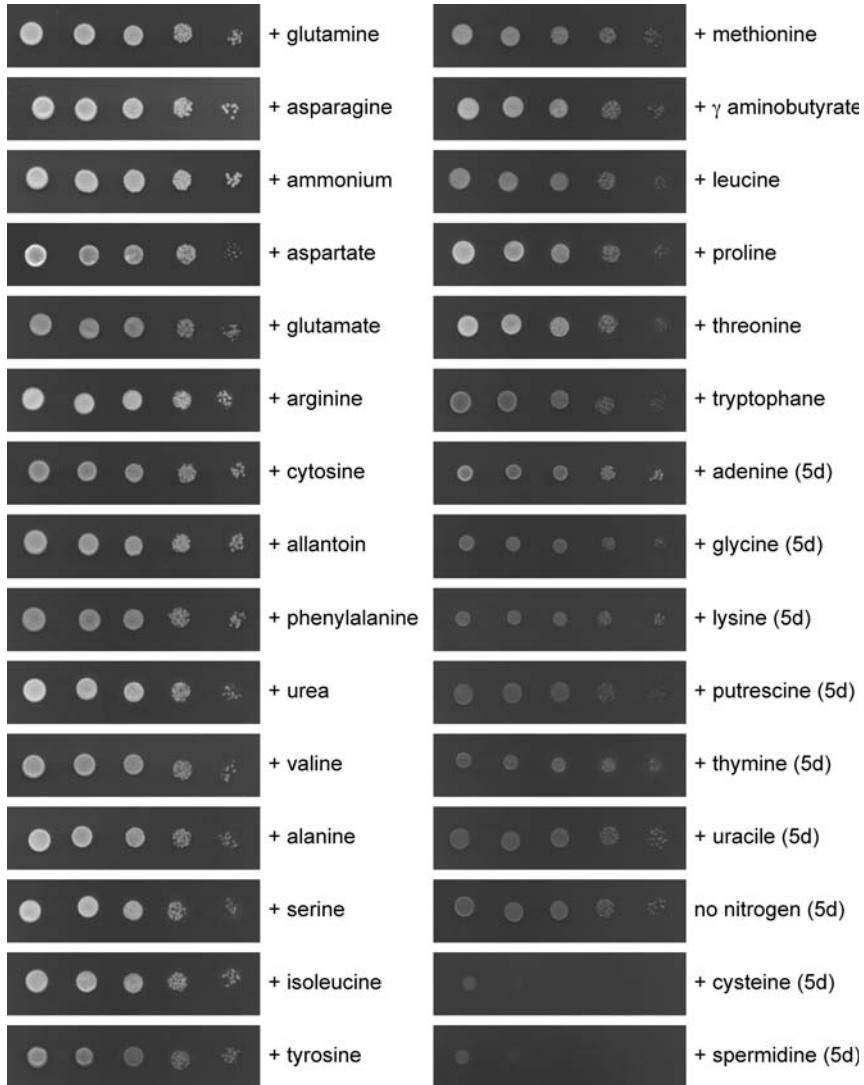 + glutamine
+ asparagine
+ ammonium
+ aspartate
+ glutamate
+ arginine
+ cytosine
+ allantoin
+ phenylalanine
+ urea
+ valine
+ alanine
+ serine
+ isoleucine
+ tyrosine
+ methionine
+ γ aminobutyrate
+ leucine
+ proline
+ threonine
+ tryptophane
+ adenine (5d)
+ glycine (5d)
+ lysine (5d)
+ putrescine (5d)
+ thymine (5d)
+ uracile (5d)
no nitrogen (5d)
+ cysteine (5d)
+ spermidine (5d)